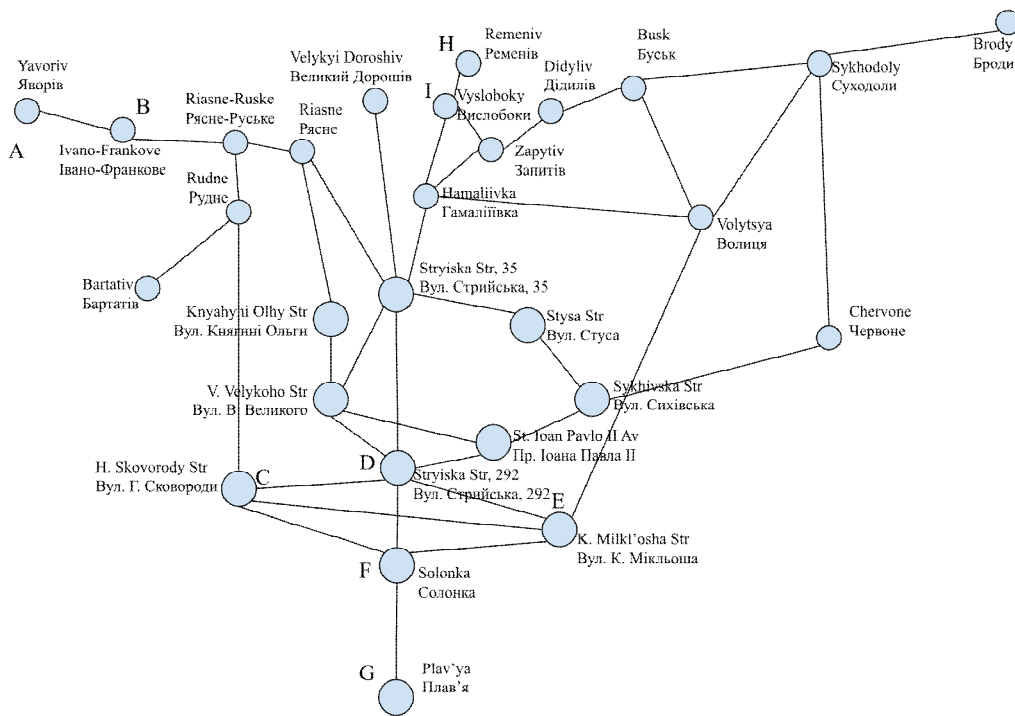 Remeniv
Ременів
H
Busk
Буськ
Brody
Броди
Velykyi Doroshiv
Великий Дорошів
Yavoriv
Яворів
Didyliv
Дідилів
Sykhodoly
Суходоли
I
Vysloboky
Вислобоки
B
Riasne-Ruske
Рясне-Руське
Riasne
Рясне
A
Ivano-Frankove
Івано-Франкове
Zapytiv
Запитів
Rudne
Рудне
Hamaliivka
Гамаліївка
Volytsya
Волиця
Bartativ
Бартатів
Stryiska Str, 35
Вул. Стрийська, 35
Knyahyni Olhy Str
Вул. Княгині Ольги
Stysa Str
Вул. Стуса
Chervone
Червоне
V. Velykoho Str
Вул. В. Великого
Sykhivska Str
Вул. Сихівська
St. Ioan Pavlo II Av
Пр. Іоана Павла ІІ
H. Skovorody Str
Вул. Г. Сковороди
C
D
Stryiska Str, 292
Вул. Стрийська, 292
E
K. Milkl'osha Str
Вул. К. Мікльоша
F
Solonka
Солонка
G
Plav'ya
Плав'я